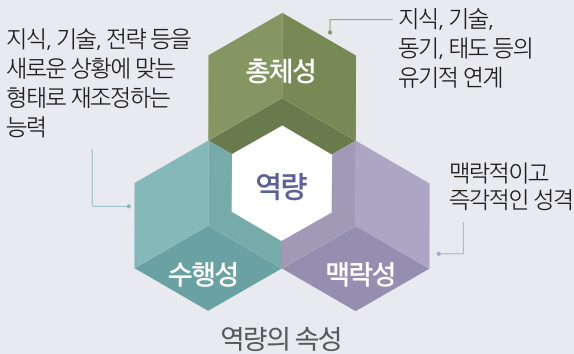 지식, 기술, 전략 등을
새로운 상황에 맞는
형태로 재조정하는
능력
총체성
지식, 기술,
동기, 태도 등의
유기적 연계
역량
맥락적이고
즉각적인 성격
수행성
맥락성
역량의 속성